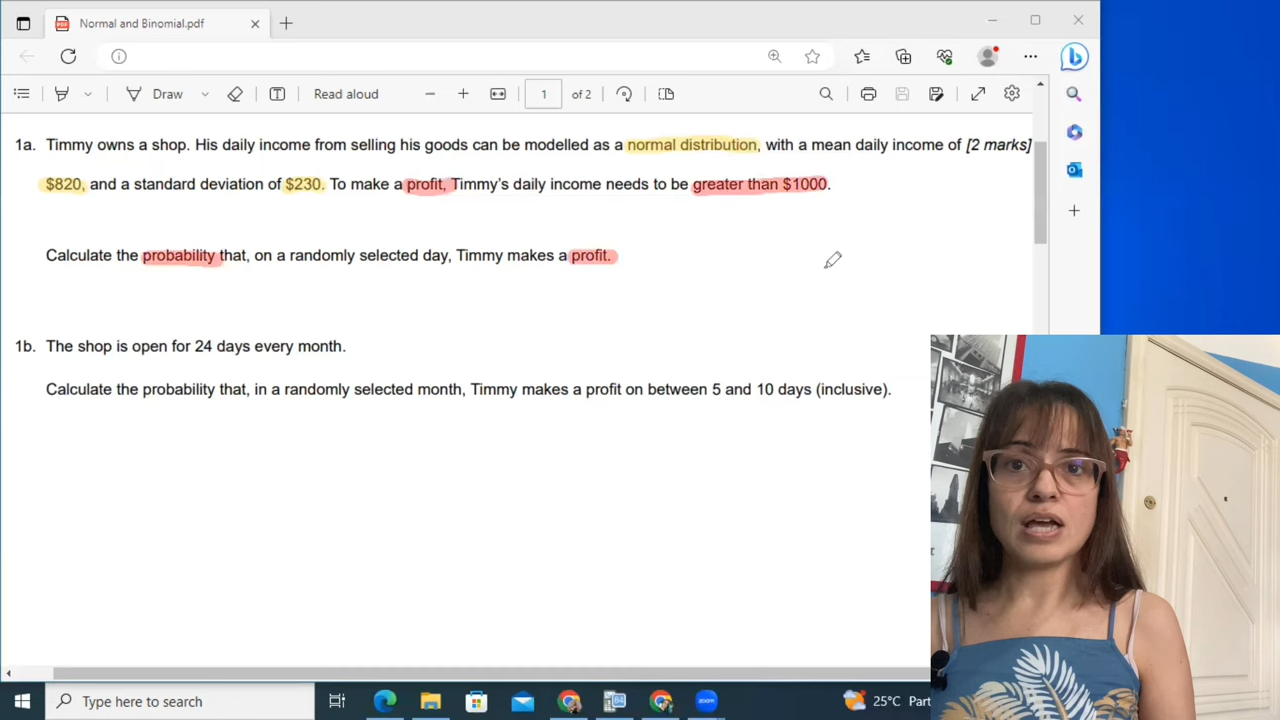 Normal and Binomial.pdf
Draw
Read aloud
1
of 2
1a. Timmy owns a shop. His daily income from selling his goods can be modelled as a normal distribution, with a mean daily income of [2 marks]
$820, and a standard deviation of $230. To make a profit, Timmy's daily income needs to be greater than $1000.
Calculate the probability that, on a randomly selected day, Timmy makes a profit.
1b. The shop is open for 24 days every month.
Calculate the probability that, in a randomly selected month, Timmy makes a profit on between 5 and 10 days (inclusive).
Type here to search
zoom
25°C Part